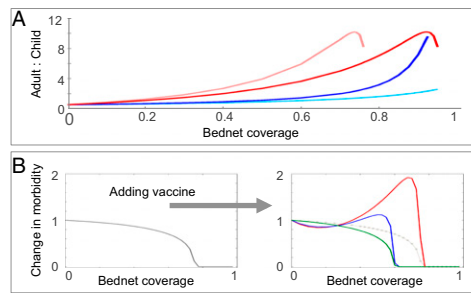 A
12
8
4
0
Adult : Child
0
0.2
0.4
0.6
0.8
1
Bednet coverage
B
2
1
0
Change in morbidity
0
1
Bednet coverage
Adding vaccine
2
1
0
0
1
Bednet coverage